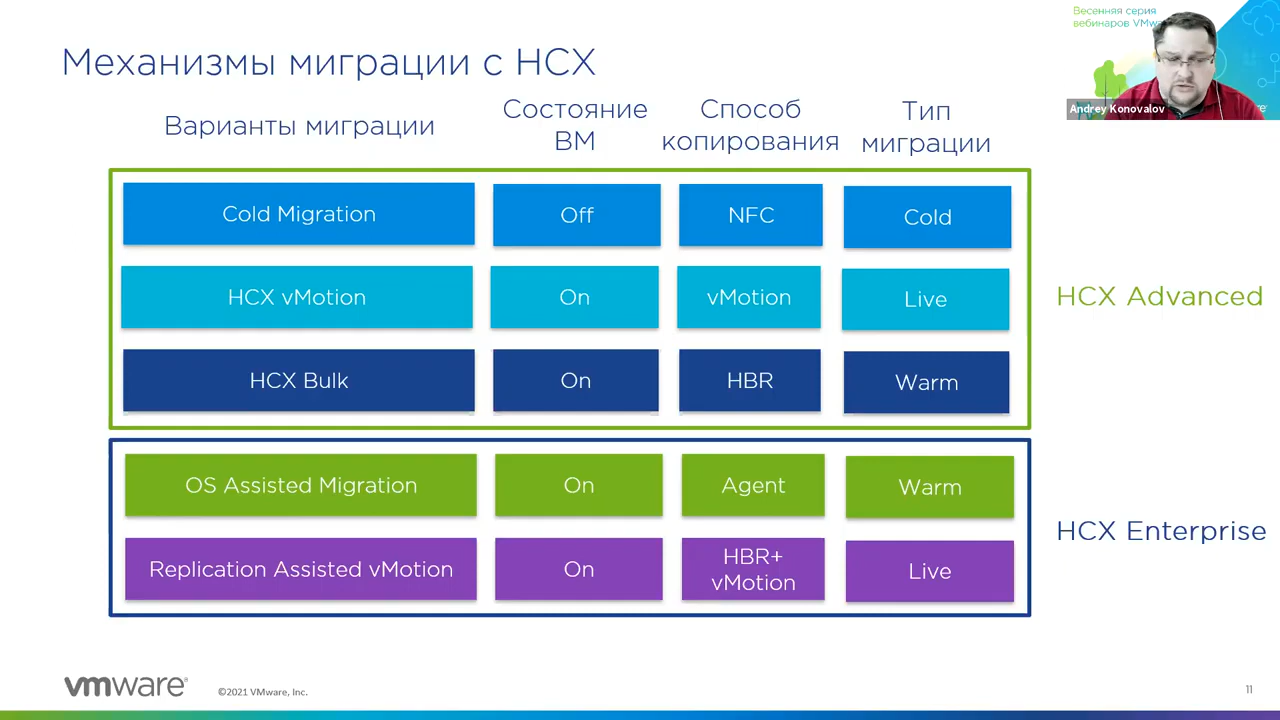 Весенняя серия
вебинаров VMwa
Andrey Konovalov
Механизмы миграции с HCX
Варианты миграции
Состояние
ВМ
Способ
копирования
Тип
миграции
Cold Migration
Off
NFC
Cold
HCX vMotion
On
vMotion
Live
HCX Bulk
On
HBR
Warm
HCX Advanced
OS Assisted Migration
On
Agent
Warm
Replication Assisted vMotion
On
HBR+
vMotion
Live
HCX Enterprise
vmware®
©2021 VMware, Inc.
11